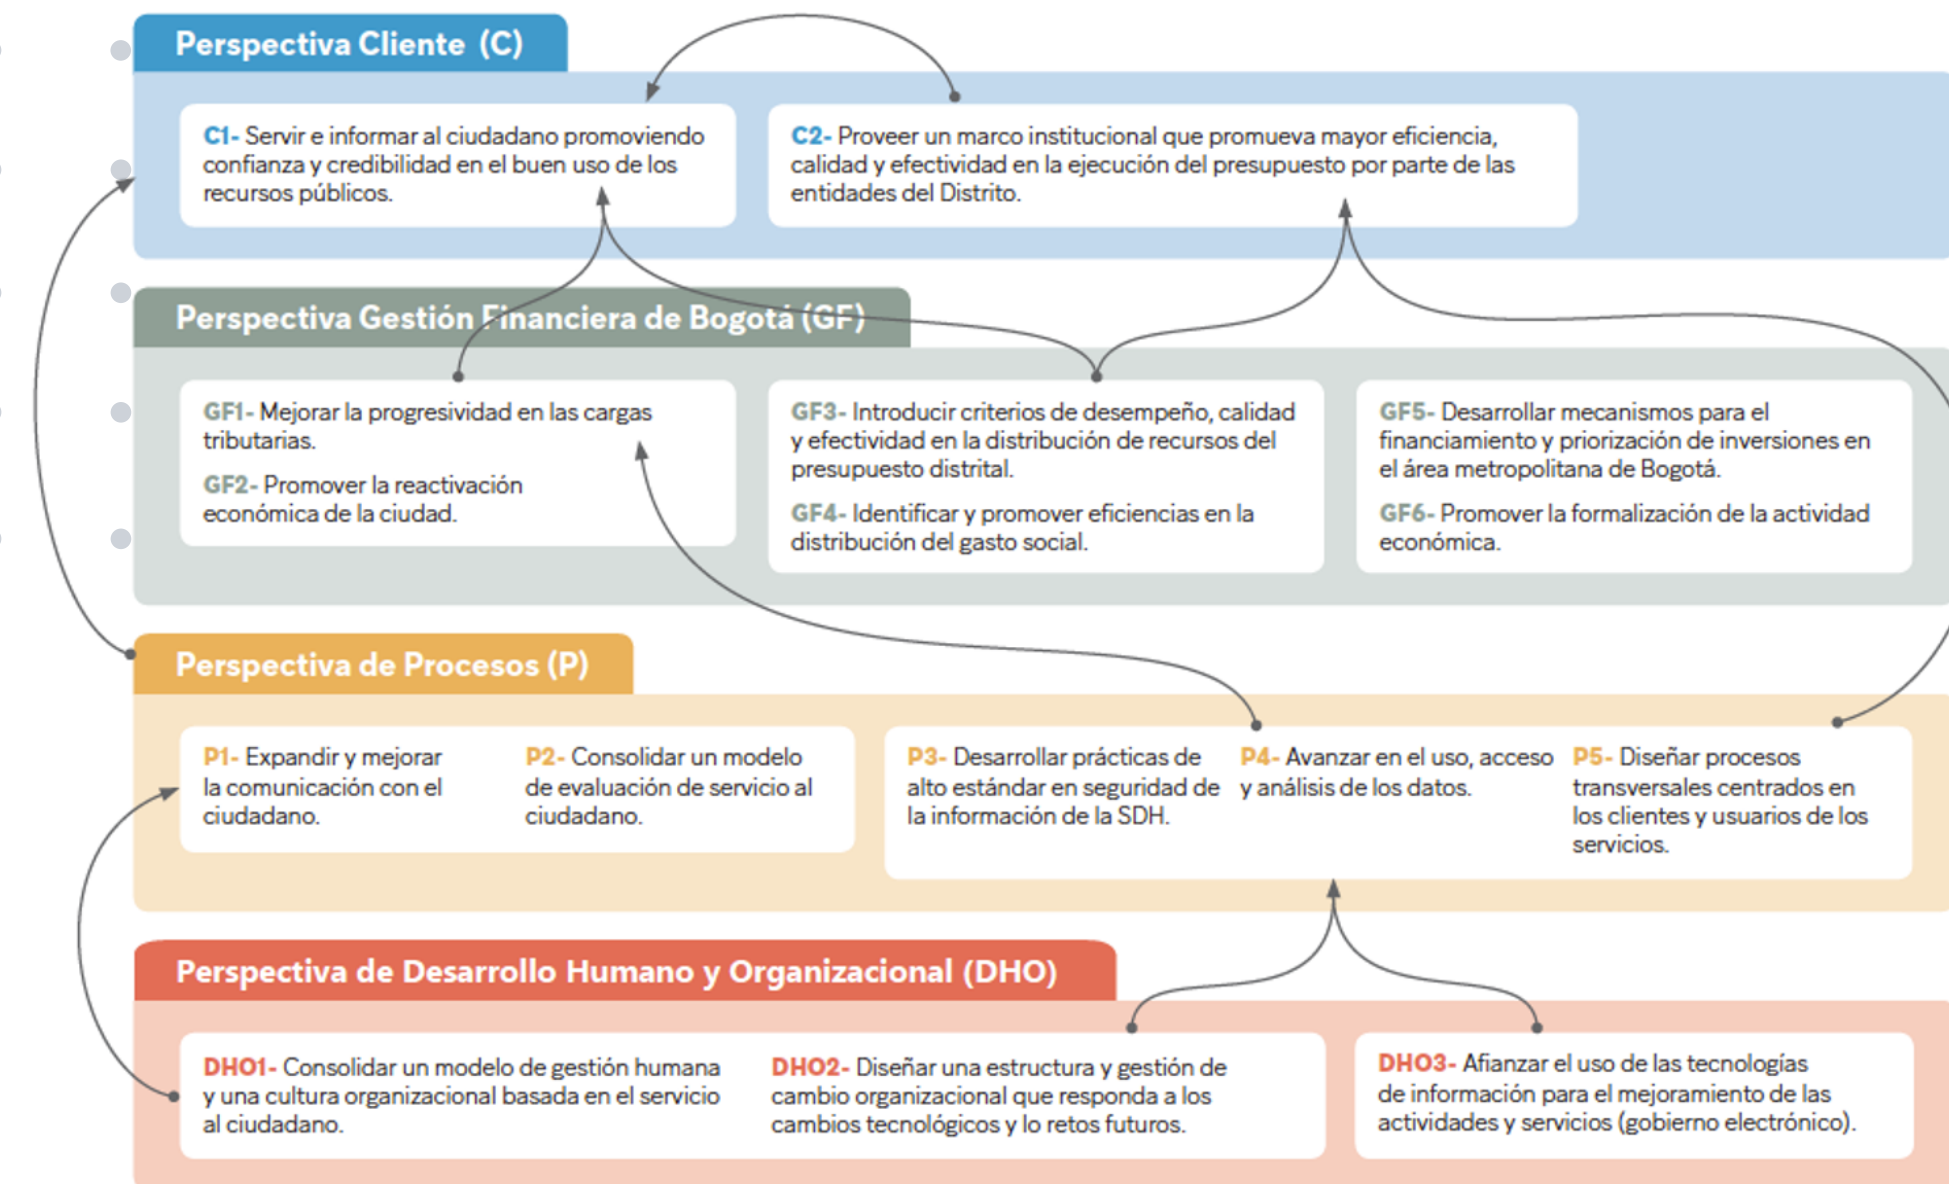 Perspectiva Cliente (C)
C1- Servir e informar al ciudadano promoviendo
confianza y credibilidad en el buen uso de los
recursos públicos.
C2- Proveer un marco institucional que promueva mayor eficiencia,
calidad y efectividad en la ejecución del presupuesto por parte de las
entidades del Distrito.
Perspectiva Gestión Financiera de Bogotá (GF)
GF1- Mejorar la progresividad en las cargas
tributarias.
GF2- Promover la reactivación
económica de la ciudad.
GF3- Introducir criterios de desempeño, calidad
y efectividad en la distribución de recursos del
presupuesto distrital.
GF4- Identificar y promover eficiencias en la
distribución del gasto social.
GF5- Desarrollar mecanismos para el
financiamiento y priorización de inversiones en
el área metropolitana de Bogotá.
GF6- Promover la formalización de la actividad
económica.
Perspectiva de Procesos (P)
P1- Expandir y mejorar
la comunicación con el
ciudadano.
P2- Consolidar un modelo
de evaluación de servicio al
ciudadano.
P3- Desarrollar prácticas de
alto estándar en seguridad de
la información de la SDH.
P4- Avanzar en el uso, acceso
y análisis de los datos.
P5- Diseñar procesos
transversales centrados en
los clientes y usuarios de los
servicios.
Perspectiva de Desarrollo Humano y Organizacional (DHO)
DHO1- Consolidar un modelo de gestión humana
y una cultura organizacional basada en el servicio
al ciudadano.
DHO2- Diseñar una estructura y gestión de
cambio organizacional que responda a los
cambios tecnológicos y lo retos futuros.
DHO3- Afianzar el uso de las tecnologías
de información para el mejoramiento de las
actividades y servicios (gobierno electrónico).